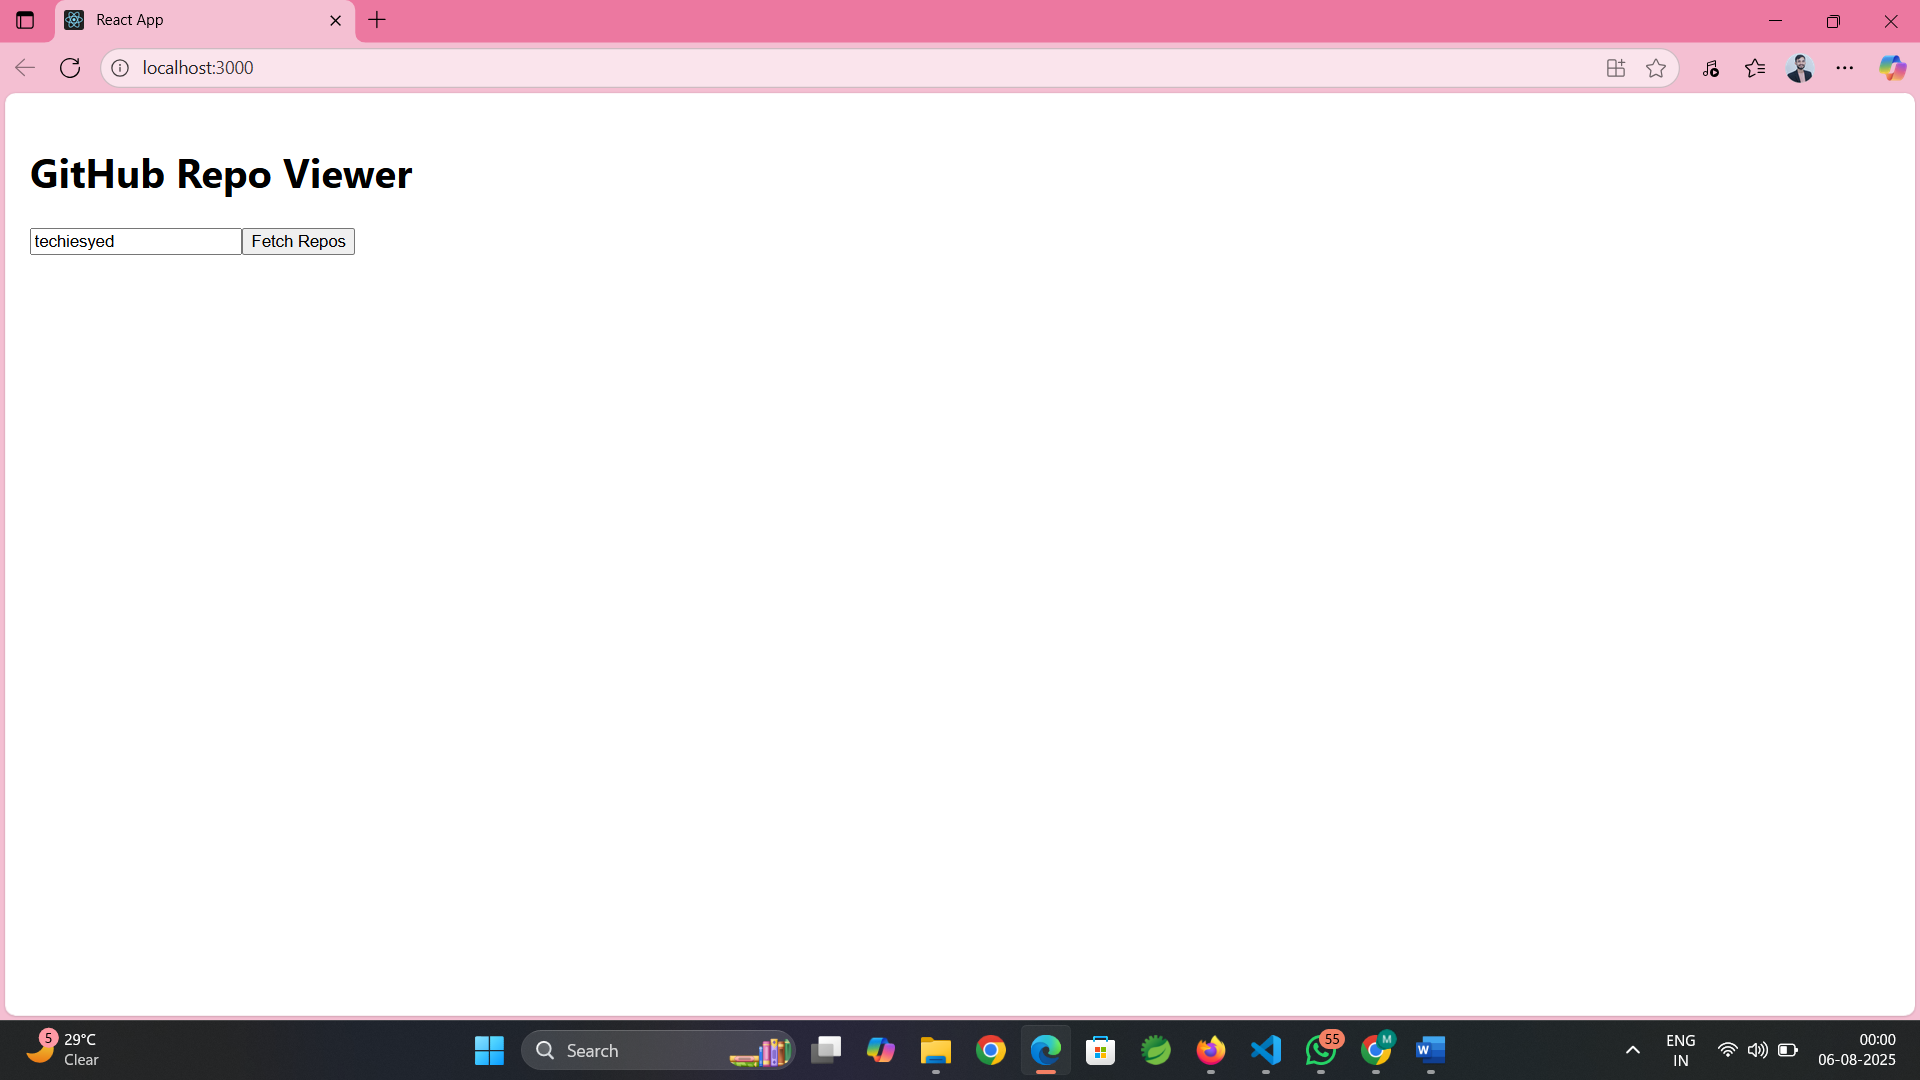 React App
localhost:3000
GitHub Repo Viewer
techiesyed Fetch Repos
5
29°C
Clear
Search
55
M
W
ENG
IN
00:00
06-08-2025